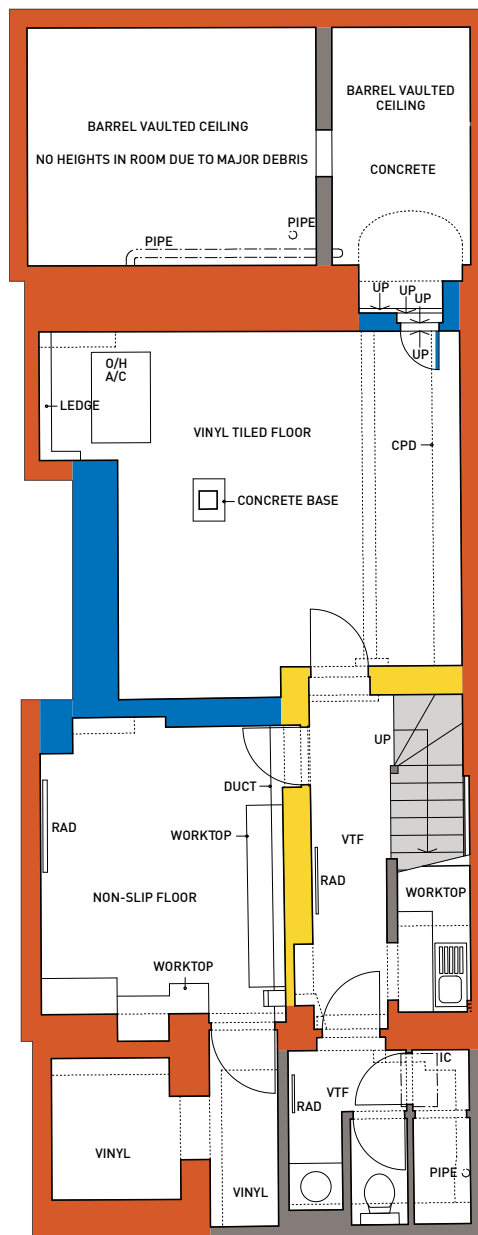 BARREL VAULTED
CEILING
BARREL VAULTED CEILING
NO HEIGHTS IN ROOM DUE TO MAJOR DEBRIS
CONCRETE
PIPE
PIPE
UP
UP
UP
UP
O/H
A/C
LEDGE
VINYL TILED FLOOR
CPD
CONCRETE BASE
UP
DUCT
RAD
WORKTOP
VTF
RAD
NON-SLIP FLOOR
WORKTOP
WORKTOP
IC
VTF
RAD
VINYL
PIPE
VINYL